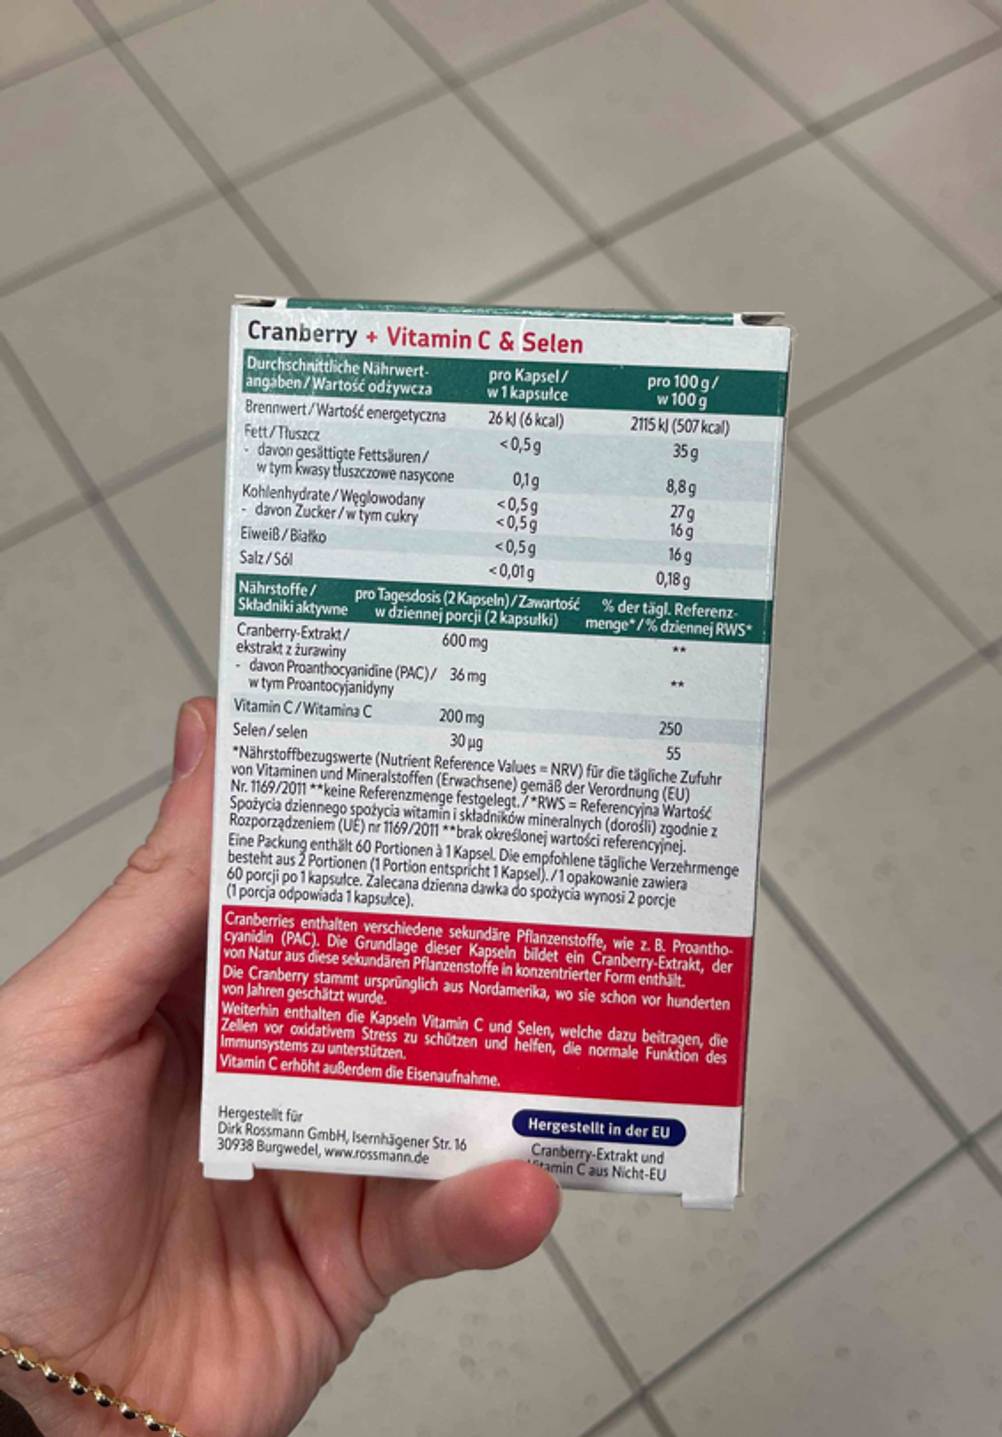 Cranberry + Vitamin C & Selen
Durchschnittliche Nährwert-
angaben/Wartość odżywcza
pro Kapsel/
w 1 kapsułce
pro 100 g/
w 100 g
Brennwert/Wartość energetyczna 26 kJ (6 kcal) 2115 kJ (507 kcal)
Fett/Tłuszcz <0,5 g 35 g
- davon gesättigte Fettsäuren/
w tym kwasy tłuszczowe nasycone 0,1 g 8,8 g
Kohlenhydrate/Węglowodany <0,5 g 27 g
- davon Zucker/w tym cukry <0,5 g 16 g
Eiweiß/Białko <0,5 g 16 g
Salz/Sól <0,01 g 0,18 g
Nährstoffe/
Składniki aktywne
pro Tagesdosis (2 Kapseln)/Zawartość
w dziennej porcji (2 kapsułki)
% der tägl. Referenz-
menge*/% dziennej RWS*
Cranberry-Extrakt/ 600 mg **
ekstrakt z żurawiny
- davon Proanthocyanidine (PAC)/ 36 mg **
w tym Proantocyjanidyny
Vitamin C/Witamina C 200 mg 250
Selen/selen 30 µg 55
*Nährstoffbezugswerte (Nutrient Reference Values = NRV) für die tägliche Zufuhr
von Vitaminen und Mineralstoffen (Erwachsene) gemäß der Verordnung (EU)
Nr. 1169/2011 **keine Referenzmenge festgelegt./*RWS = Referencyjna Wartość
Spożycia dziennego spożycia witamin i składników mineralnych (dorośli) zgodnie z
Rozporządzeniem (UE) nr 1169/2011 **brak określonej wartości referencyjnej.
Eine Packung enthält 60 Portionen à 1 Kapsel. Die empfohlene tägliche Verzehrmenge
besteht aus 2 Portionen (1 Portion entspricht 1 Kapsel)./1 opakowanie zawiera
60 porcji po 1 kapsułce. Zalecana dzienna dawka do spożycia wynosi 2 porcje
(1 porcja odpowiada 1 kapsułce).
Cranberries enthalten verschiedene sekundäre Pflanzenstoffe, wie z. B. Proantho-
cyanidin (PAC). Die Grundlage dieser Kapseln bildet ein Cranberry-Extrakt, der
von Natur aus diese sekundären Pflanzenstoffe in konzentrierter Form enthält.
Die Cranberry stammt ursprünglich aus Nordamerika, wo sie schon vor hunderten
von Jahren geschätzt wurde.
Weiterhin enthalten die Kapseln Vitamin C und Selen, welche dazu beitragen, die
Zellen vor oxidativem Stress zu schützen und helfen, die normale Funktion des
Immunsystems zu unterstützen.
Vitamin C erhöht außerdem die Eisenaufnahme.
Hergestellt für
Dirk Rossmann GmbH, Isernhägener Str. 16
30938 Burgwedel, www.rossmann.de
Hergestellt in der EU
Cranberry-Extrakt und
Vitamin C aus Nicht-EU